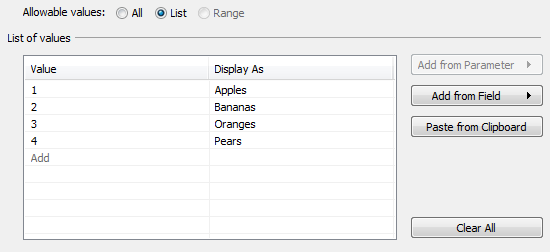 Allowable values: All List Range
List of values
Value Display As
1 Apples
2 Bananas
3 Oranges
4 Pears
Add
Add from Parameter
Add from Field
Paste from Clipboard
Clear All